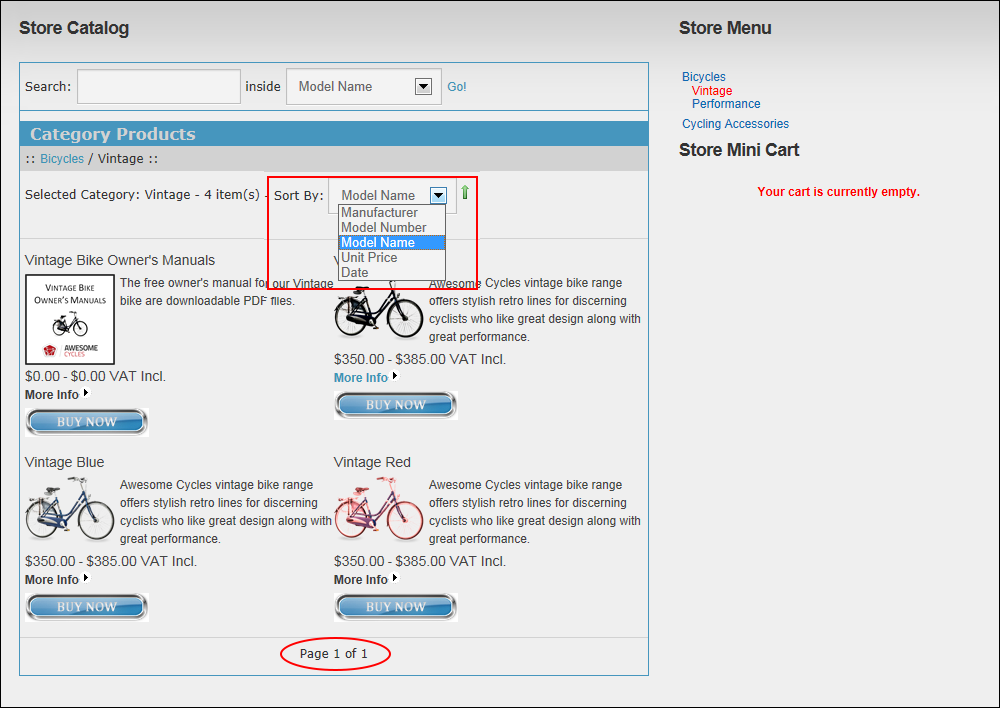 Store Catalog
Store Menu
Search:
inside
Model Name
Go!
Bicycles
Vintage
Performance
Cycling Accessories
Store Mini Cart
Your cart is currently empty.
Category Products
:: Bicycles / Vintage ::
Selected Category: Vintage - 4 item(s) -
Sort By:
Model Name
Manufacturer
Model Number
Model Name
Unit Price
Date
Vintage Bike Owner's Manuals
VINTAGE BIKE
OWNER'S MANUALS
AWESOME
CYCLES
The free owner's manual for our Vintage
bike are downloadable PDF files.
$0.00 - $0.00 VAT Incl.
More Info
BUY NOW
Awesome Cycles vintage bike range
offers stylish retro lines for discerning
cyclists who like great design along with
great performance.
$350.00 - $385.00 VAT Incl.
More Info
BUY NOW
Vintage Blue
Awesome Cycles vintage bike range
offers stylish retro lines for discerning
cyclists who like great design along with
great performance.
$350.00 - $385.00 VAT Incl.
More Info
BUY NOW
Vintage Red
Awesome Cycles vintage bike range
offers stylish retro lines for discerning
cyclists who like great design along with
great performance.
$350.00 - $385.00 VAT Incl.
More Info
BUY NOW
Page 1 of 1